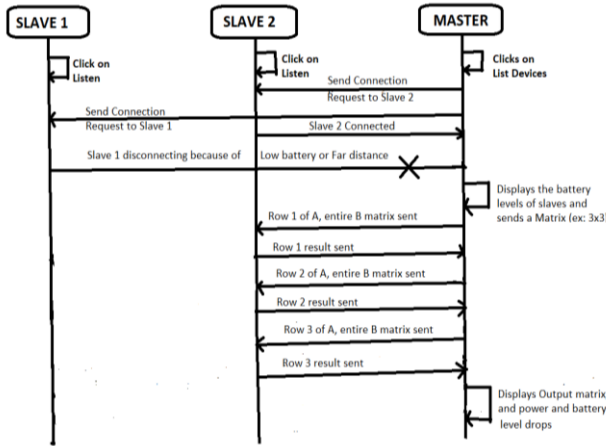 SLAVE 1
SLAVE 2
MASTER
Click on
Listen
Click on
Listen
Clicks on
List Devices
Send Connection
Request to Slave 2
Send Connection
Request to Slave 1
Slave 2 Connected
Slave 1 disconnecting because of Low battery or Far distance
Displays the battery
levels of slaves and
sends a Matrix (ex: 3x3
Row 1 of A, entire B matrix sent
Row 1 result sent
Row 2 of A, entire B matrix sent
Row 2 result sent
Row 3 of A, entire B matrix sent
Row 3 result sent
Displays Output matrix
and power and battery
level drops